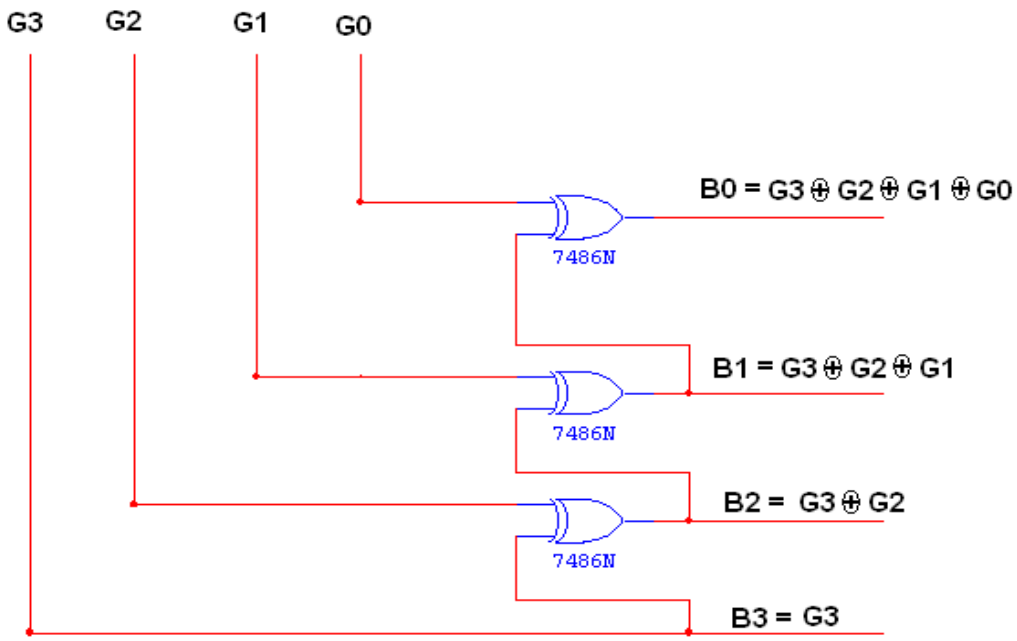 G3 G2 G1 G0
B0 = G3 ⊕ G2 ⊕ G1 ⊕ G0
7486N
B1 = G3 ⊕ G2 ⊕ G1
7486N
B2 = G3 ⊕ G2
7486N
B3 = G3